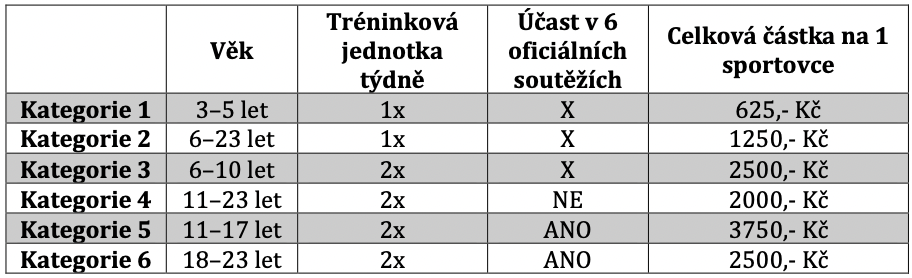 Věk Tréninková jednotka týdně Účast v 6 oficiálních soutěžích Celková částka na 1 sportovce
Kategorie 1 3–5 let 1x X 625,- Kč
Kategorie 2 6–23 let 1x X 1250,- Kč
Kategorie 3 6–10 let 2x X 2500,- Kč
Kategorie 4 11–23 let 2x NE 2000,- Kč
Kategorie 5 11–17 let 2x ANO 3750,- Kč
Kategorie 6 18–23 let 2x ANO 2500,- Kč